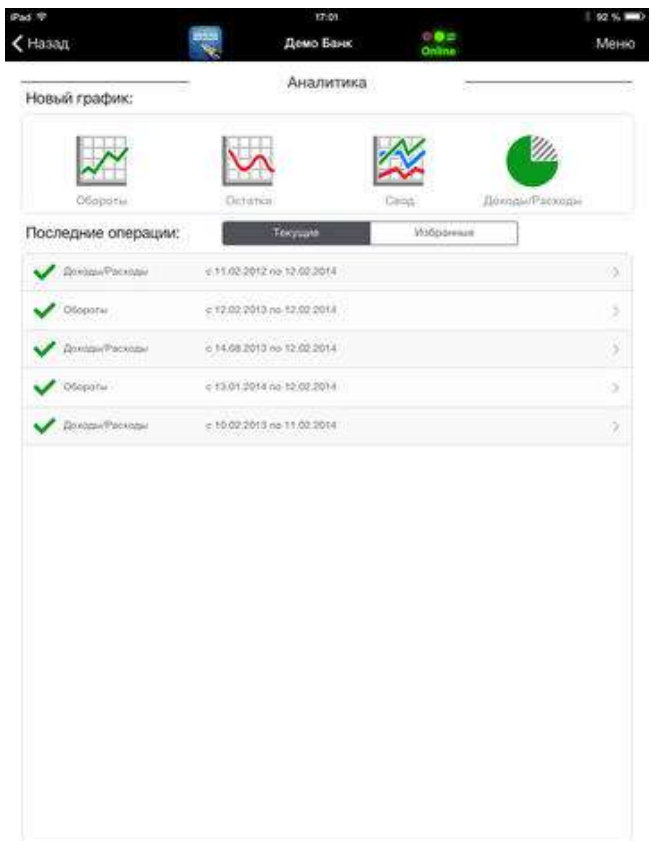 iPad 17:01 92 %
Назад Демо Банк Online Меню
Аналитика
Новый график:
Обороты Остатки Свод Доходы/Расходы
Последние операции: Текущие Избранные
Доходы/Расходы с 11.02.2012 по 12.02.2014
Обороты с 12.02.2013 по 12.02.2014
Доходы/Расходы с 14.08.2013 по 12.02.2014
Обороты с 13.01.2014 по 12.02.2014
Доходы/Расходы с 10.02.2013 по 11.02.2014